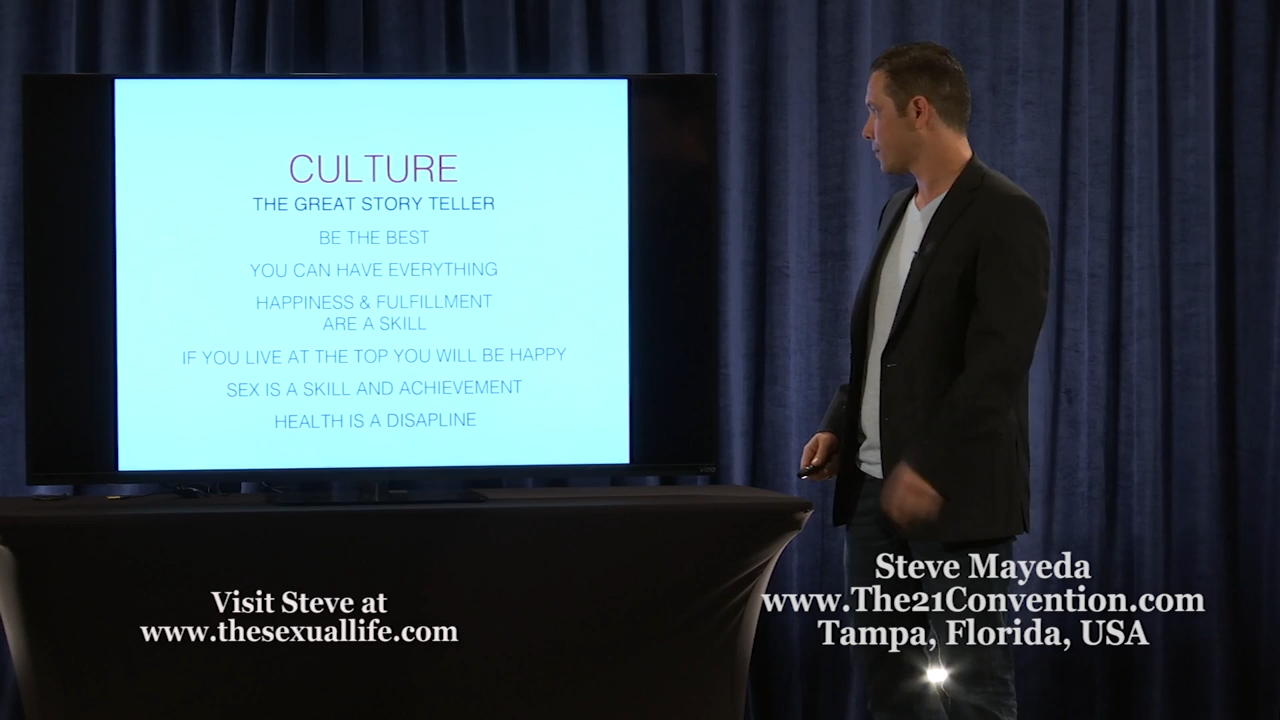 CULTURE
THE GREAT STORY TELLER
BE THE BEST
YOU CAN HAVE EVERYTHING
HAPPINESS & FULFILLMENT
ARE A SKILL
IF YOU LIVE AT THE TOP YOU WILL BE HAPPY
SEX IS A SKILL AND ACHIEVEMENT
HEALTH IS A DISAPLINE
VIZIO
Visit Steve at
www.thesexuallife.com
Steve Mayeda
www.The21Convention.com
Tampa, Florida, USA